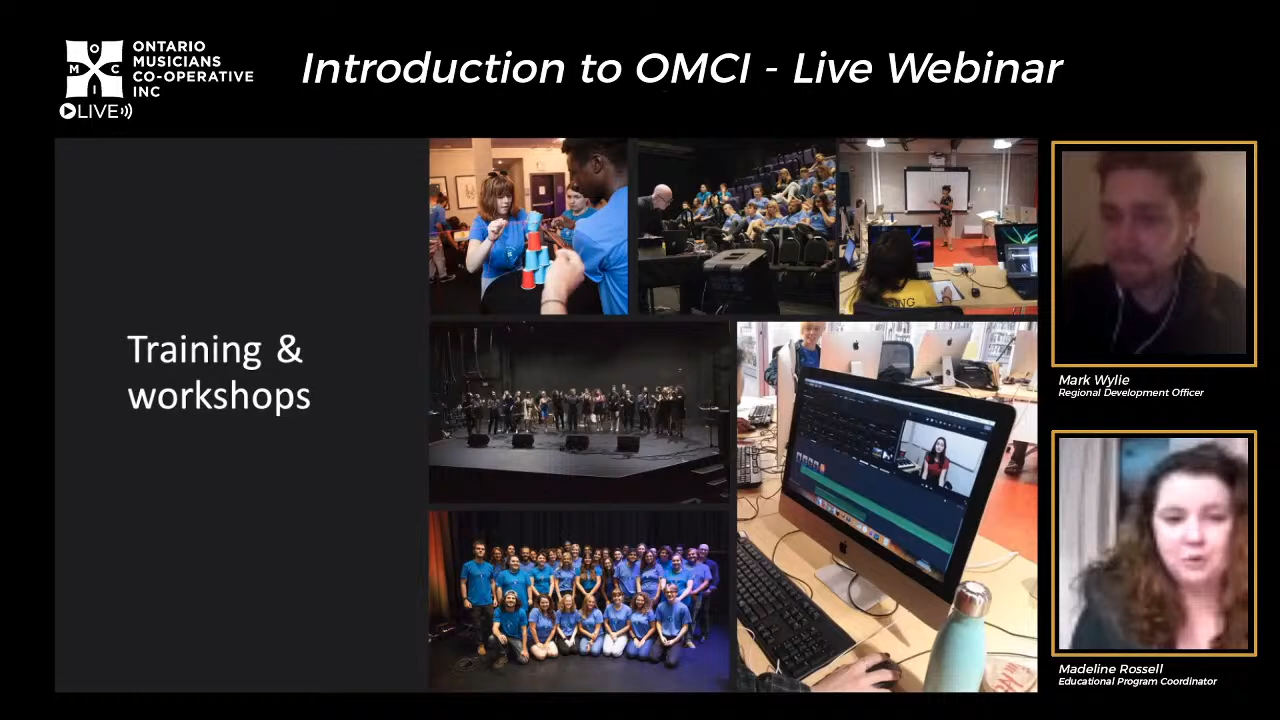 ONTARIO
MUSICIANS
CO-OPERATIVE
INC
O
M C
I
LIVE
Introduction to OMCI - Live Webinar
Training &
workshops
Mark Wylie
Regional Development Officer
Madeline Rossell
Educational Program Coordinator